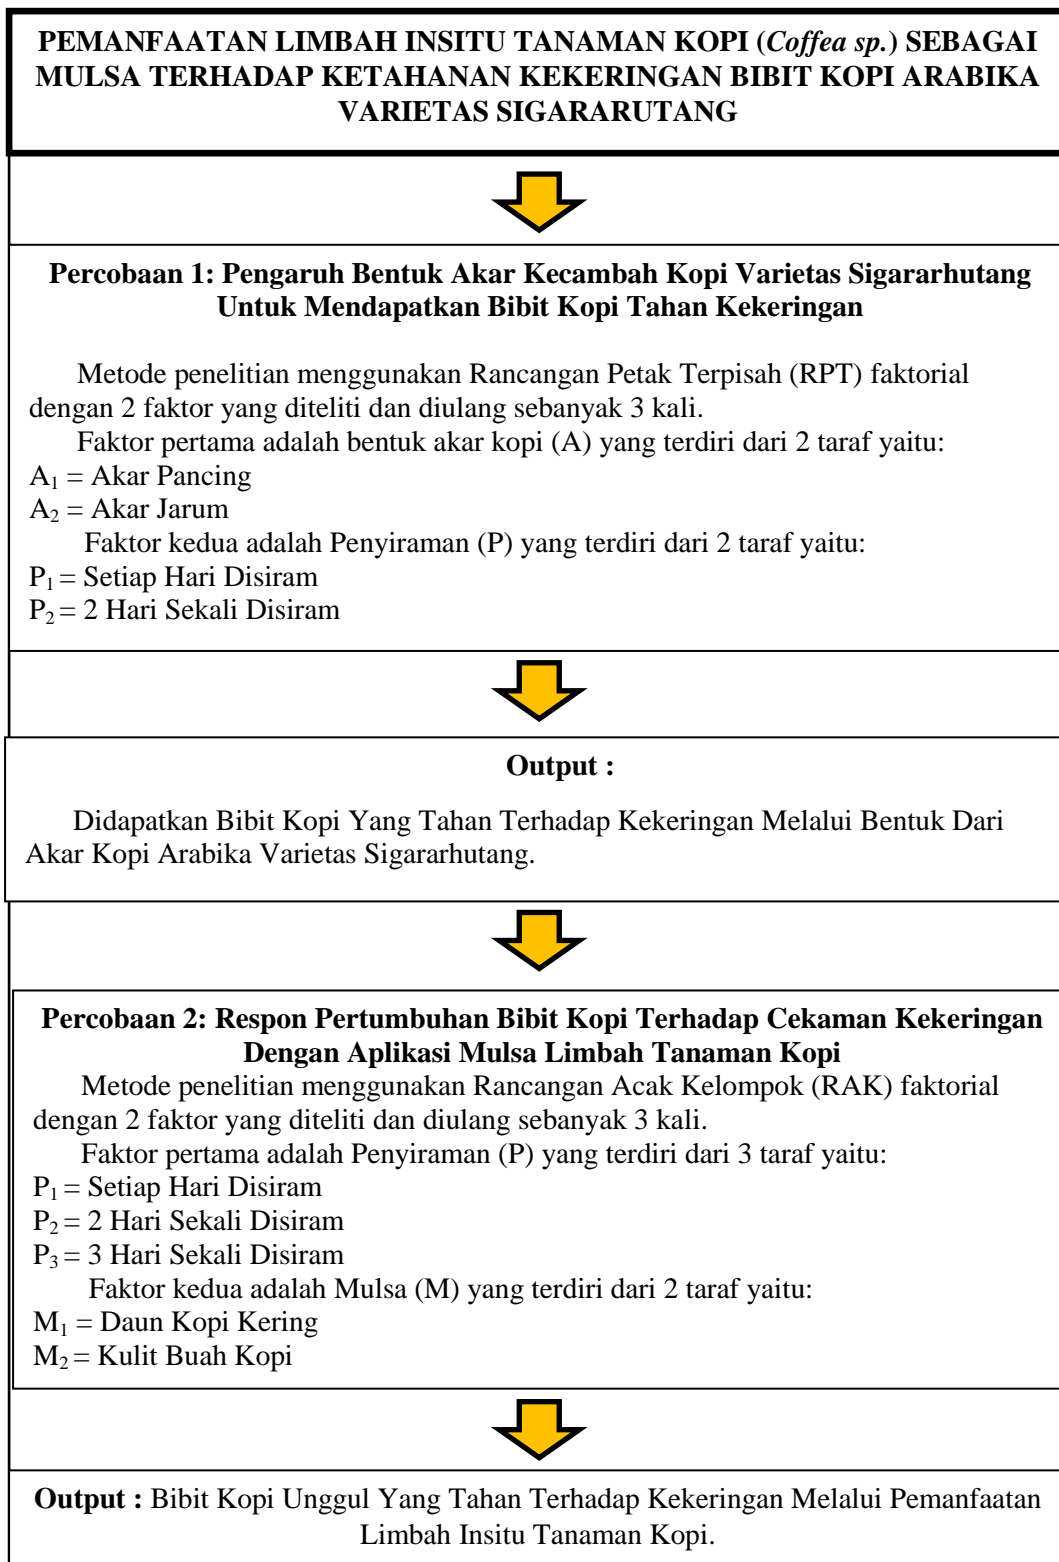 PEMANFAATAN LIMBAH INSITU TANAMAN KOPI (Coffea sp.) SEBAGAI
MULSA TERHADAP KETAHANAN KEKERINGAN BIBIT KOPI ARABIKA
VARIETAS SIGARARUTANG
Percobaan 1: Pengaruh Bentuk Akar Kecambah Kopi Varietas Sigararhutang
Untuk Mendapatkan Bibit Kopi Tahan Kekeringan
Metode penelitian menggunakan Rancangan Petak Terpisah (RPT) faktorial
dengan 2 faktor yang diteliti dan diulang sebanyak 3 kali.
Faktor pertama adalah bentuk akar kopi (A) yang terdiri dari 2 taraf yaitu:
A₁ = Akar Pancing
A₂ = Akar Jarum
Faktor kedua adalah Penyiraman (P) yang terdiri dari 2 taraf yaitu:
P₁ = Setiap Hari Disiram
P₂ = 2 Hari Sekali Disiram
Output :
Didapatkan Bibit Kopi Yang Tahan Terhadap Kekeringan Melalui Bentuk Dari
Akar Kopi Arabika Varietas Sigararhutang.
Percobaan 2: Respon Pertumbuhan Bibit Kopi Terhadap Cekaman Kekeringan
Dengan Aplikasi Mulsa Limbah Tanaman Kopi
Metode penelitian menggunakan Rancangan Acak Kelompok (RAK) faktorial
dengan 2 faktor yang diteliti dan diulang sebanyak 3 kali.
Faktor pertama adalah Penyiraman (P) yang terdiri dari 3 taraf yaitu:
P₁ = Setiap Hari Disiram
P₂ = 2 Hari Sekali Disiram
P₃ = 3 Hari Sekali Disiram
Faktor kedua adalah Mulsa (M) yang terdiri dari 2 taraf yaitu:
M₁ = Daun Kopi Kering
M₂ = Kulit Buah Kopi
Output : Bibit Kopi Unggul Yang Tahan Terhadap Kekeringan Melalui Pemanfaatan
Limbah Insitu Tanaman Kopi.